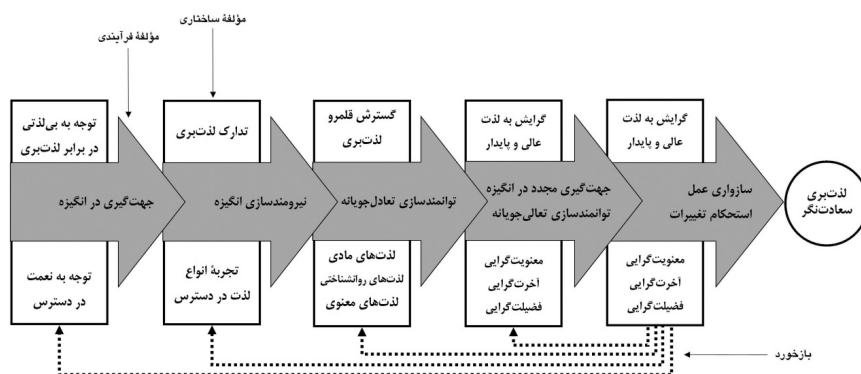 مؤلفهٔ ساختاری
مؤلفهٔ فرآیندی
توجه به بی‌لذتی
در برابر لذت‌بری
جهت‌گیری در انگیزه
توجه به نعمت
در دسترس
تدارک لذت‌بری
نیرومندسازی انگیزه
تجربهٔ انواع
لذت در دسترس
گسترش قلمرو
لذت‌بری
توانمندسازی تعادل‌جویانه
لذت‌های مادی
لذت‌های روانشناختی
لذت‌های معنوی
گرایش به لذت
عالی و پایدار
جهت‌گیری مجدد در انگیزه
توانمندسازی تعالی‌جویانه
معنویت‌گرایی
آخرت‌گرایی
فضیلت‌گرایی
گرایش به لذت
عالی و پایدار
سازواری عمل
استحکام تغییرات
معنویت‌گرایی
آخرت‌گرایی
فضیلت‌گرایی
لذت‌بری
سعادت‌نگر
بازخورد